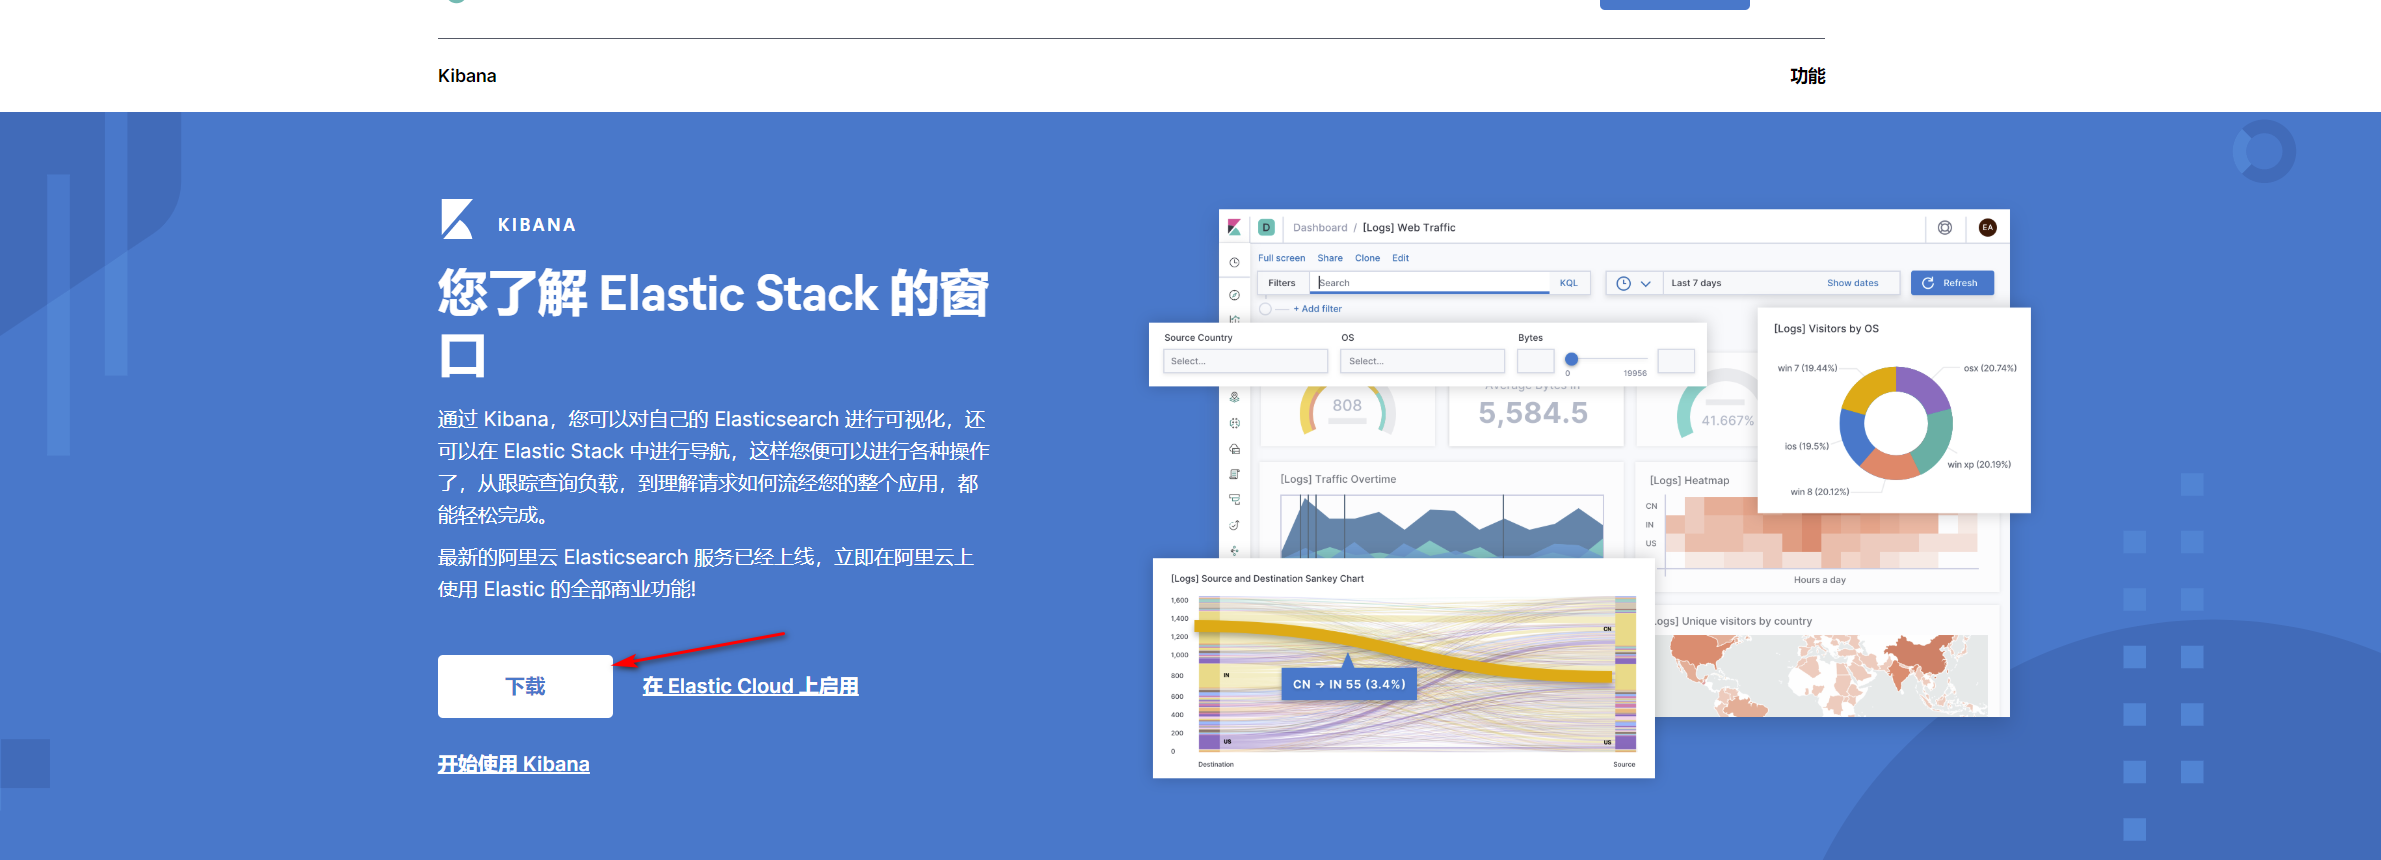 Kibana
功能
KIBANA
您了解 Elastic Stack 的窗
口
通过 Kibana，您可以对自己的 Elasticsearch 进行可视化，还
可以在 Elastic Stack 中进行导航，这样您便可以进行各种操作
了，从跟踪查询负载，到理解请求如何流经您的整个应用，都
能轻松完成。
最新的阿里云 Elasticsearch 服务已经上线，立即在阿里云上
使用 Elastic 的全部商业功能!
下载
在 Elastic Cloud 上启用
开始使用 Kibana
D
Dashboard / [Logs] Web Traffic
EA
Full screen Share Clone Edit
Filters Search KQL
Last 7 days Show dates Refresh
+ Add filter
Source Country OS Bytes
Select... Select...
0 19956
Average Bytes In
808
5,584.5
41.667%
[Logs] Visitors by OS
win 7 (19.44%)
osx (20.74%)
ios (19.5%)
win xp (20.19%)
win 8 (20.12%)
[Logs] Traffic Overtime
[Logs] Heatmap
CN
IN
US
Hours a day
[Logs] Source and Destination Sankey Chart
1,600
1,400
1,200
1,000
800
600
400
200
0
CN
IN
US
US
CN → IN 55 (3.4%)
Destination
Source
Logs] Unique visitors by country